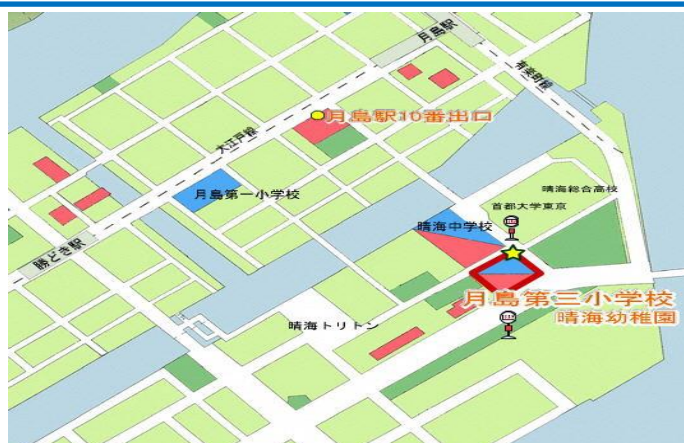 月島駅
有楽町線
月島駅10番出口
大江戸線
月島第一小学校
晴海総合高校
首都大学東京
晴海中学校
勝どき駅
月島第三小学校
晴海幼稚園
晴海トリトン